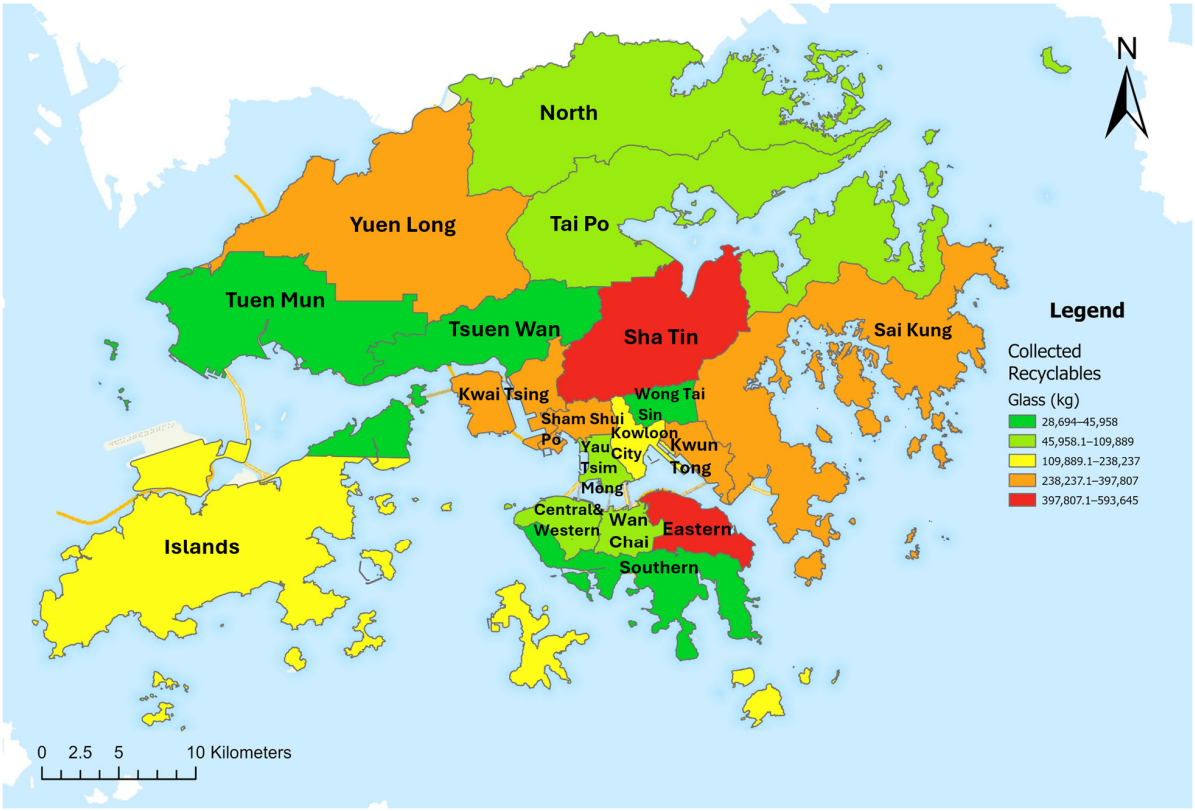 N
North
Yuen Long
Tai Po
Tuen Mun
Tsuen Wan
Sha Tin
Sai Kung
Kwai Tsing
Wong Tai
Sin
Sham Shui
Po
Kowloon
City
Yau
Tsim
Mong
Kwun
Tong
Central&
Western
Wan
Chai
Eastern
Southern
Islands
Legend
Collected
Recyclables
Glass (kg)
28,694–45,958
45,958.1–109,889
109,889.1–238,237
238,237.1–397,807
397,807.1–593,645
0 2.5 5 10 Kilometers